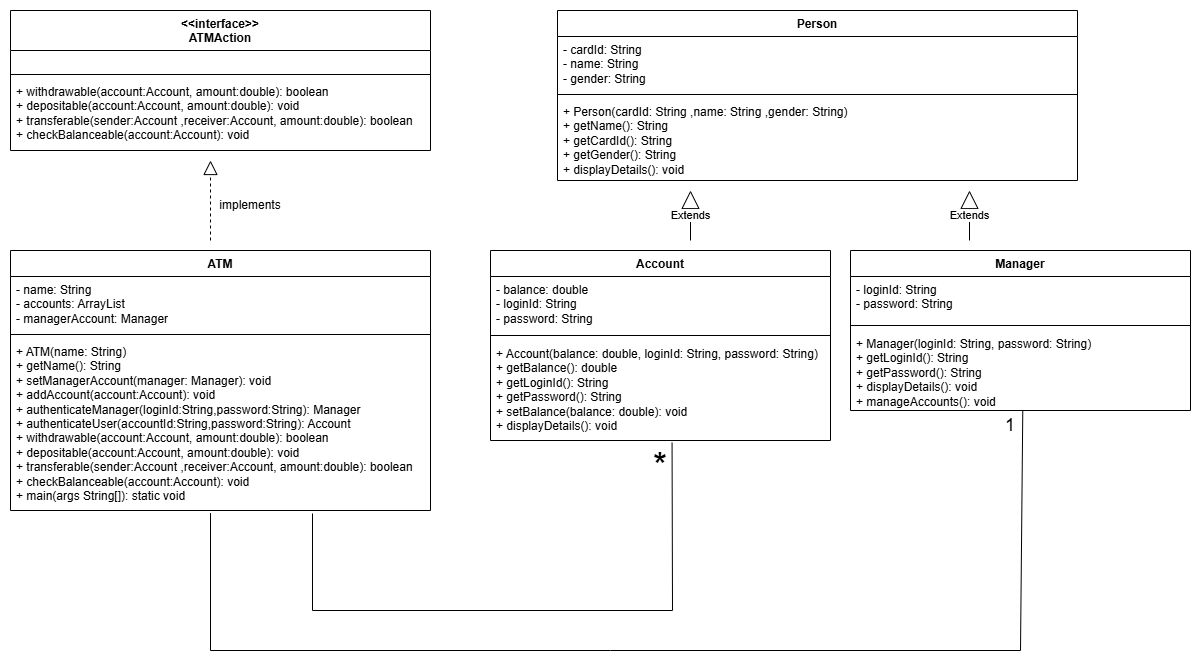 <<interface>>
ATMAction
+ withdrawable(account:Account, amount:double): boolean
+ depositable(account:Account, amount:double): void
+ transferable(sender:Account ,receiver:Account, amount:double): boolean
+ checkBalanceable(account:Account): void
implements
Person
- cardId: String
- name: String
- gender: String
+ Person(cardId: String ,name: String ,gender: String)
+ getName(): String
+ getCardId(): String
+ getGender(): String
+ displayDetails(): void
Extends
Extends
ATM
- name: String
- accounts: ArrayList
- managerAccount: Manager
+ ATM(name: String)
+ getName(): String
+ setManagerAccount(manager: Manager): void
+ addAccount(account:Account): void
+ authenticateManager(loginId:String,password:String): Manager
+ authenticateUser(accountId:String,password:String): Account
+ withdrawable(account:Account, amount:double): boolean
+ depositable(account:Account, amount:double): void
+ transferable(sender:Account ,receiver:Account, amount:double): boolean
+ checkBalanceable(account:Account): void
+ main(args String[]): static void
Account
- balance: double
- loginId: String
- password: String
+ Account(balance: double, loginId: String, password: String)
+ getBalance(): double
+ getLoginId(): String
+ getPassword(): String
+ setBalance(balance: double): void
+ displayDetails(): void
*
Manager
- loginId: String
- password: String
+ Manager(loginId: String, password: String)
+ getLoginId(): String
+ getPassword(): String
+ displayDetails(): void
+ manageAccounts(): void
1